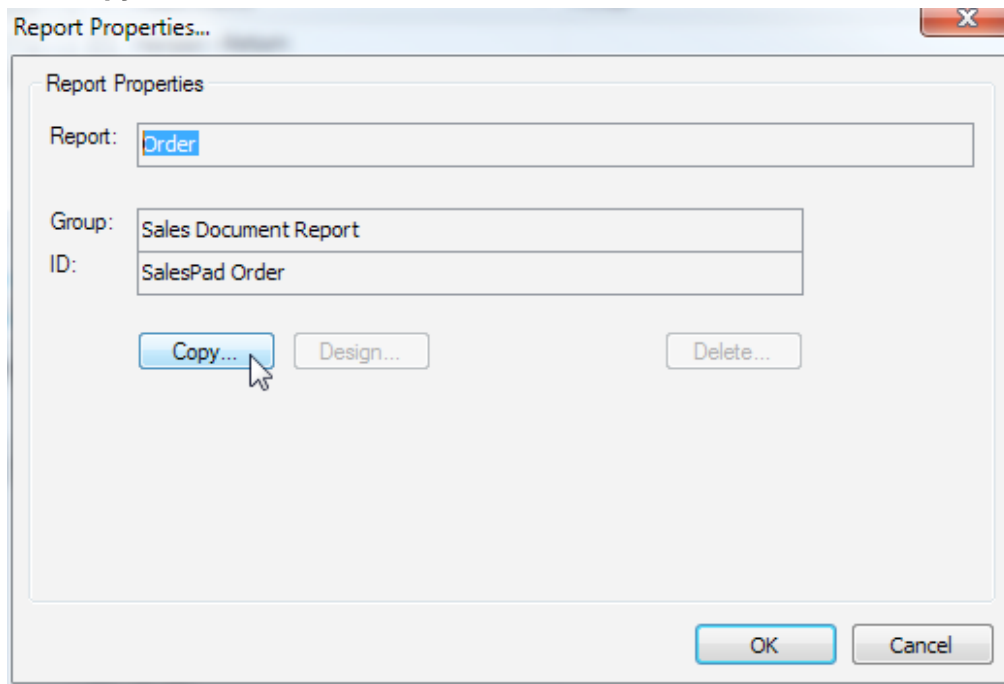 Report Properties...
X
Report Properties
Report: Order
Group: Sales Document Report
ID: SalesPad Order
Copy... Design... Delete...
OK Cancel